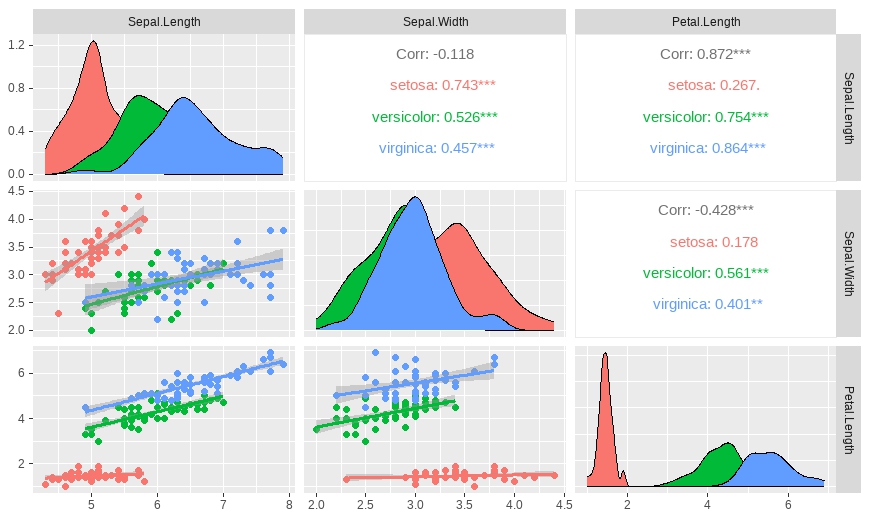 Sepal.Length
Sepal.Width
Petal.Length
1.2
0.8
0.4
0.0
Corr: -0.118
setosa: 0.743***
versicolor: 0.526***
virginica: 0.457***
Corr: 0.872***
setosa: 0.267.
versicolor: 0.754***
virginica: 0.864***
Sepal.Length
4.5
4.0
3.5
3.0
2.5
2.0
Corr: -0.428***
setosa: 0.178
versicolor: 0.561***
virginica: 0.401**
Sepal.Width
6
4
2
Petal.Length
5
6
7
8
2.0
2.5
3.0
3.5
4.0
4.5
2
4
6